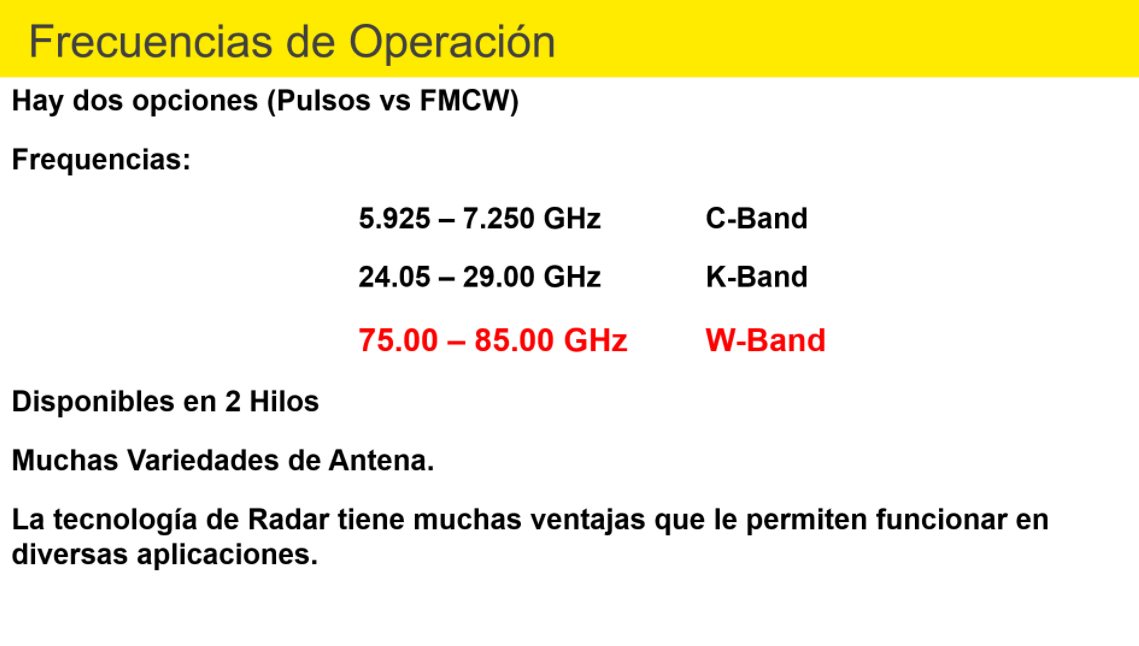 Frecuencias de Operación
Hay dos opciones (Pulsos vs FMCW)
Frequencias:
5.925 – 7.250 GHz C-Band
24.05 – 29.00 GHz K-Band
75.00 – 85.00 GHz W-Band
Disponibles en 2 Hilos
Muchas Variedades de Antena.
La tecnología de Radar tiene muchas ventajas que le permiten funcionar en
diversas aplicaciones.